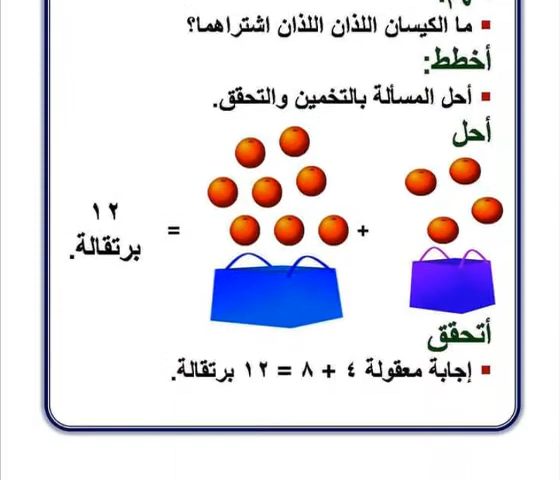 ما الكيسان اللذان اللذان اشتراهما؟
أخطط:
أحل المسألة بالتخمين والتحقق.
أحل
+ = ١٢
برتقالة.
أتحقق
إجابة معقولة ٤ + ٨ = ١٢ برتقالة.